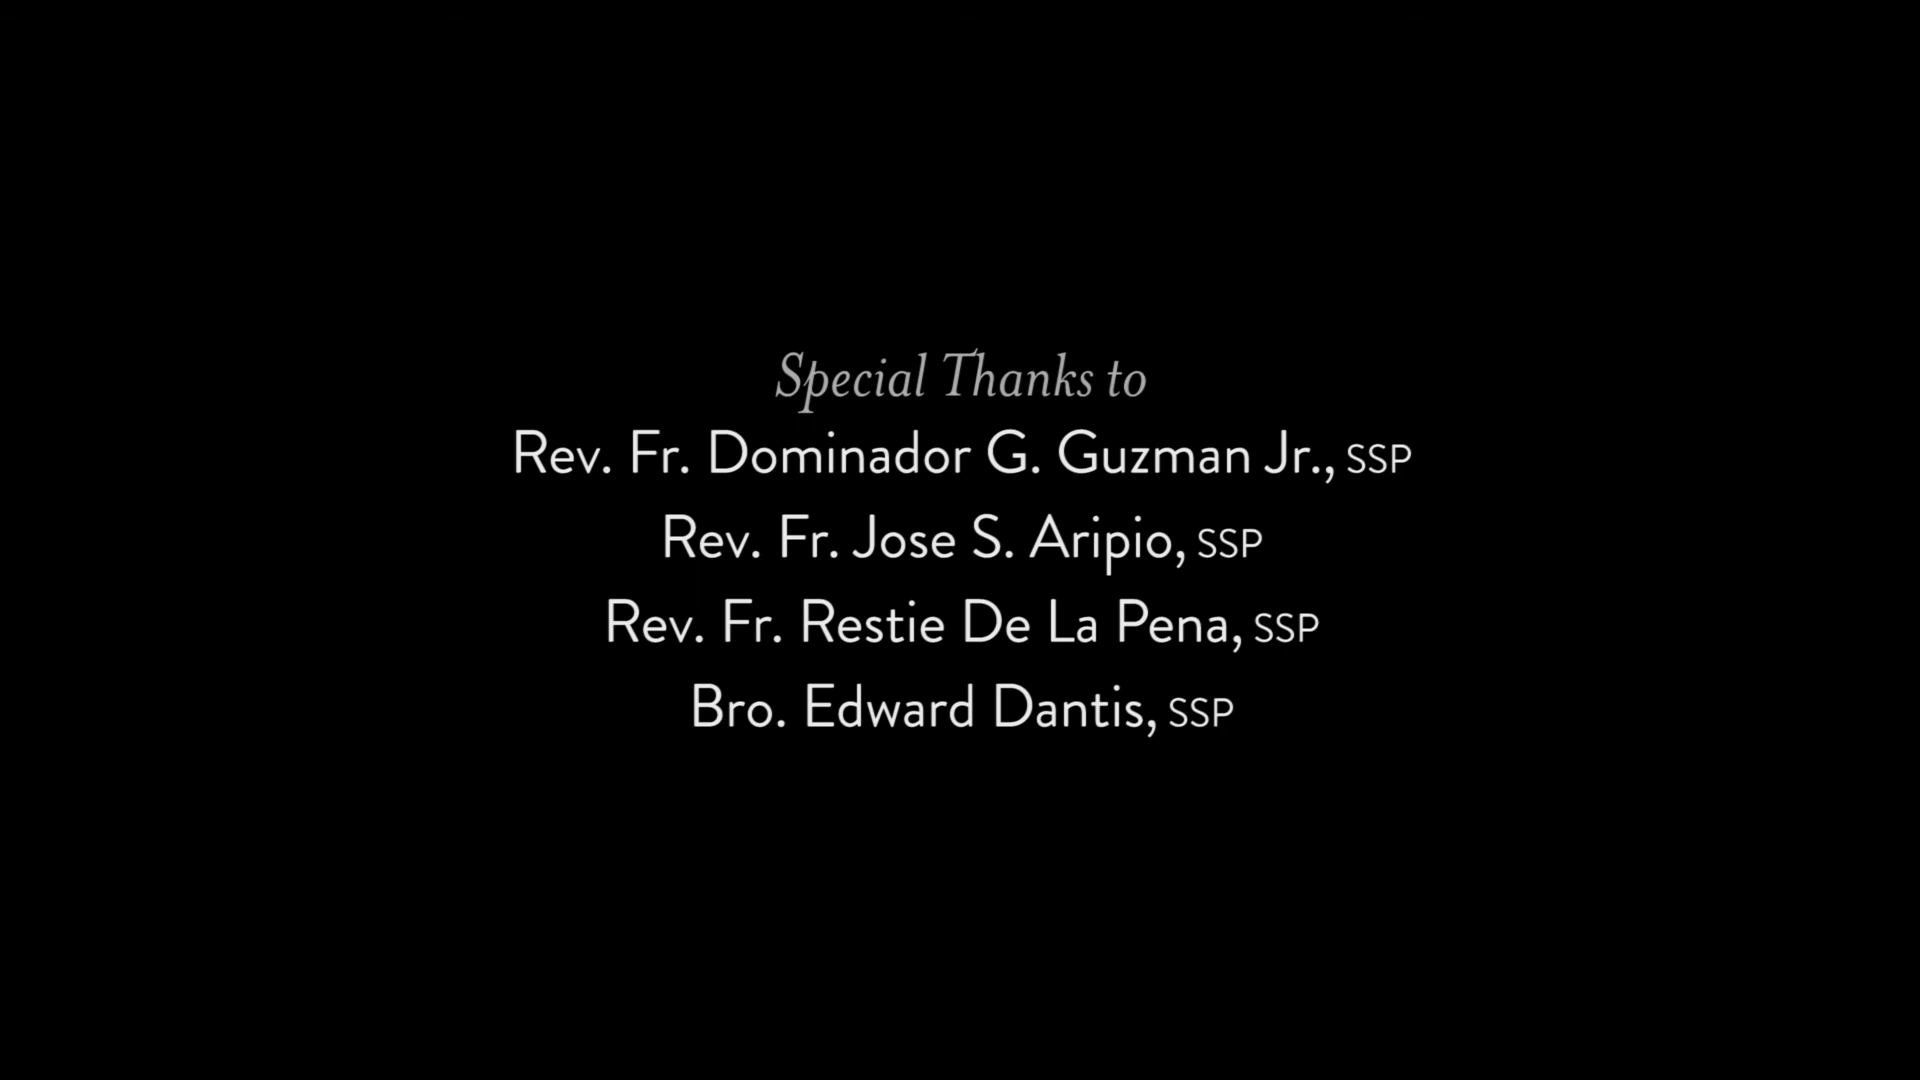 Special Thanks to
Rev. Fr. Dominador G. Guzman Jr., SSP
Rev. Fr. Jose S. Aripio, SSP
Rev. Fr. Restie De La Pena, SSP
Bro. Edward Dantis, SSP